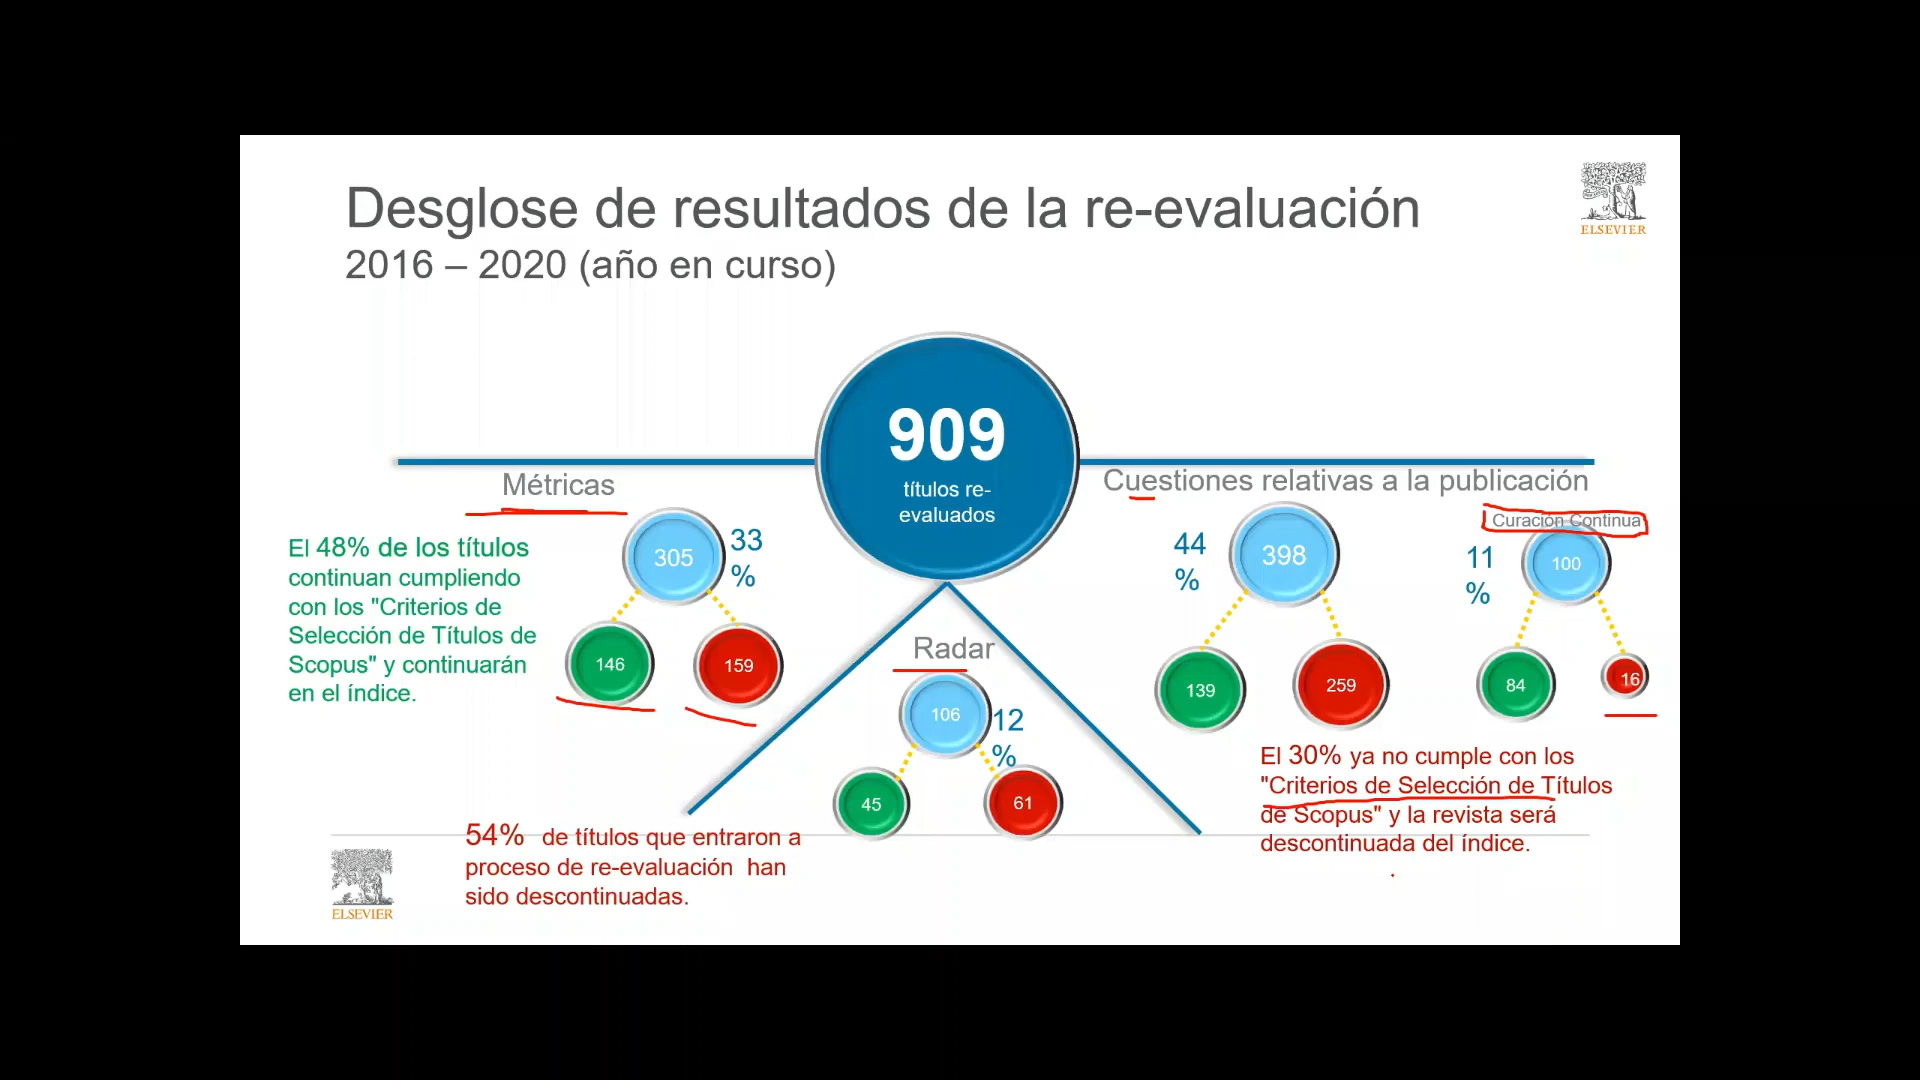 Desglose de resultados de la re-evaluación
2016 – 2020 (año en curso)
ELSEVIER
909
títulos re-
evaluados
Métricas
305
33
%
146
159
El 48% de los títulos
continuan cumpliendo
con los "Criterios de
Selección de Títulos de
Scopus" y continuarán
en el índice.
Radar
106
12
%
45
61
54% de títulos que entraron a
proceso de re-evaluación han
sido descontinuadas.
Cuestiones relativas a la publicación
44
%
398
139
259
Curación Continua
11
%
100
84
16
El 30% ya no cumple con los
"Criterios de Selección de Títulos
de Scopus" y la revista será
descontinuada del índice.
.
ELSEVIER